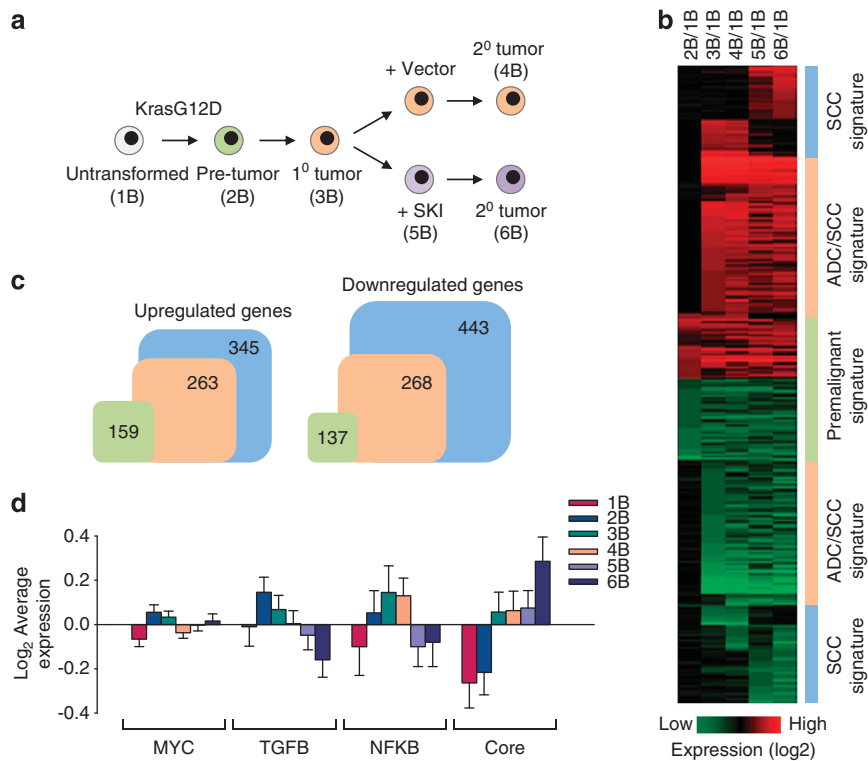 a
KrasG12D
+ Vector
2⁰ tumor
(4B)
Untransformed
(1B)
Pre-tumor
(2B)
1⁰ tumor
(3B)
+ SKI
(5B)
2⁰ tumor
(6B)
b
2B/1B
3B/1B
4B/1B
5B/1B
6B/1B
SCC
signature
ADC/SCC
signature
Premalignant
signature
ADC/SCC
signature
SCC
signature
Low
High
Expression (log2)
c
Upregulated genes
345
263
159
Downregulated genes
443
268
137
d
1B
2B
3B
4B
5B
6B
Log₂ Average
expression
0.4
0.2
0.0
-0.2
-0.4
MYC
TGFB
NFKB
Core